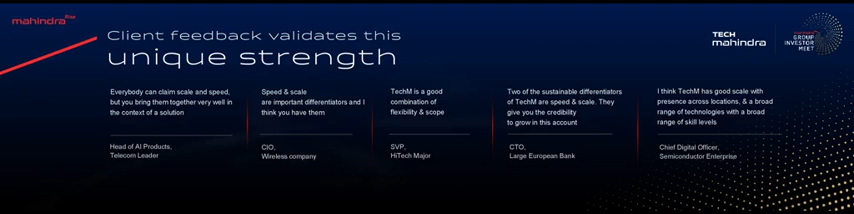 mahindra Rise
Client feedback validates this
unique strength
TECH
mahindra
GROUP
INVESTOR
MEET
Everybody can claim scale and speed,
but you bring them together very well in
the context of a solution
Head of AI Products,
Telecom Leader
Speed & scale
are important differentiators and I
think you have them
CIO,
Wireless company
TechM is a good
combination of
flexibility & scope
SVP,
HiTech Major
Two of the sustainable differentiators
of TechM are speed & scale. They
give you the credibility
to grow in this account
CTO,
Large European Bank
I think TechM has good scale with
presence across locations, & a broad
range of technologies with a broad
range of skill levels
Chief Digital Officer,
Semiconductor Enterprise